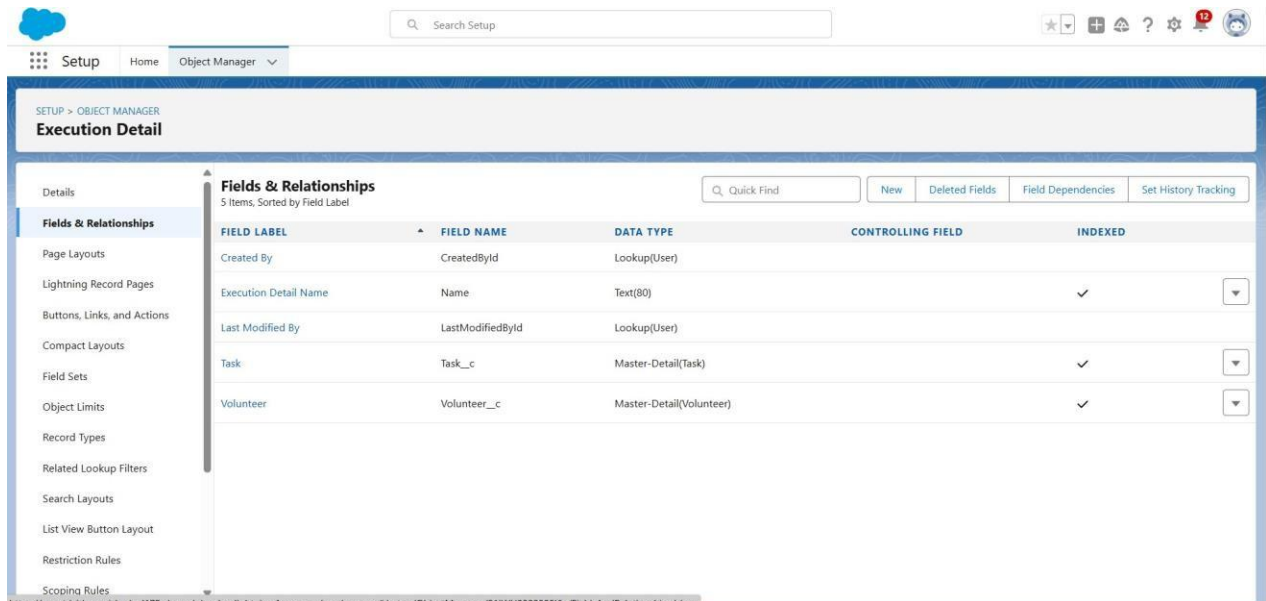 Search Setup
12
Setup Home Object Manager
SETUP > OBJECT MANAGER
Execution Detail
Details
Fields & Relationships
Page Layouts
Lightning Record Pages
Buttons, Links, and Actions
Compact Layouts
Field Sets
Object Limits
Record Types
Related Lookup Filters
Search Layouts
List View Button Layout
Restriction Rules
Scoping Rules
Fields & Relationships
5 Items, Sorted by Field Label
Quick Find New Deleted Fields Field Dependencies Set History Tracking
FIELD LABEL FIELD NAME DATA TYPE CONTROLLING FIELD INDEXED
Created By CreatedById Lookup(User)
Execution Detail Name Name Text(80)
Last Modified By LastModifiedById Lookup(User)
Task Task__c Master-Detail(Task)
Volunteer Volunteer__c Master-Detail(Volunteer)